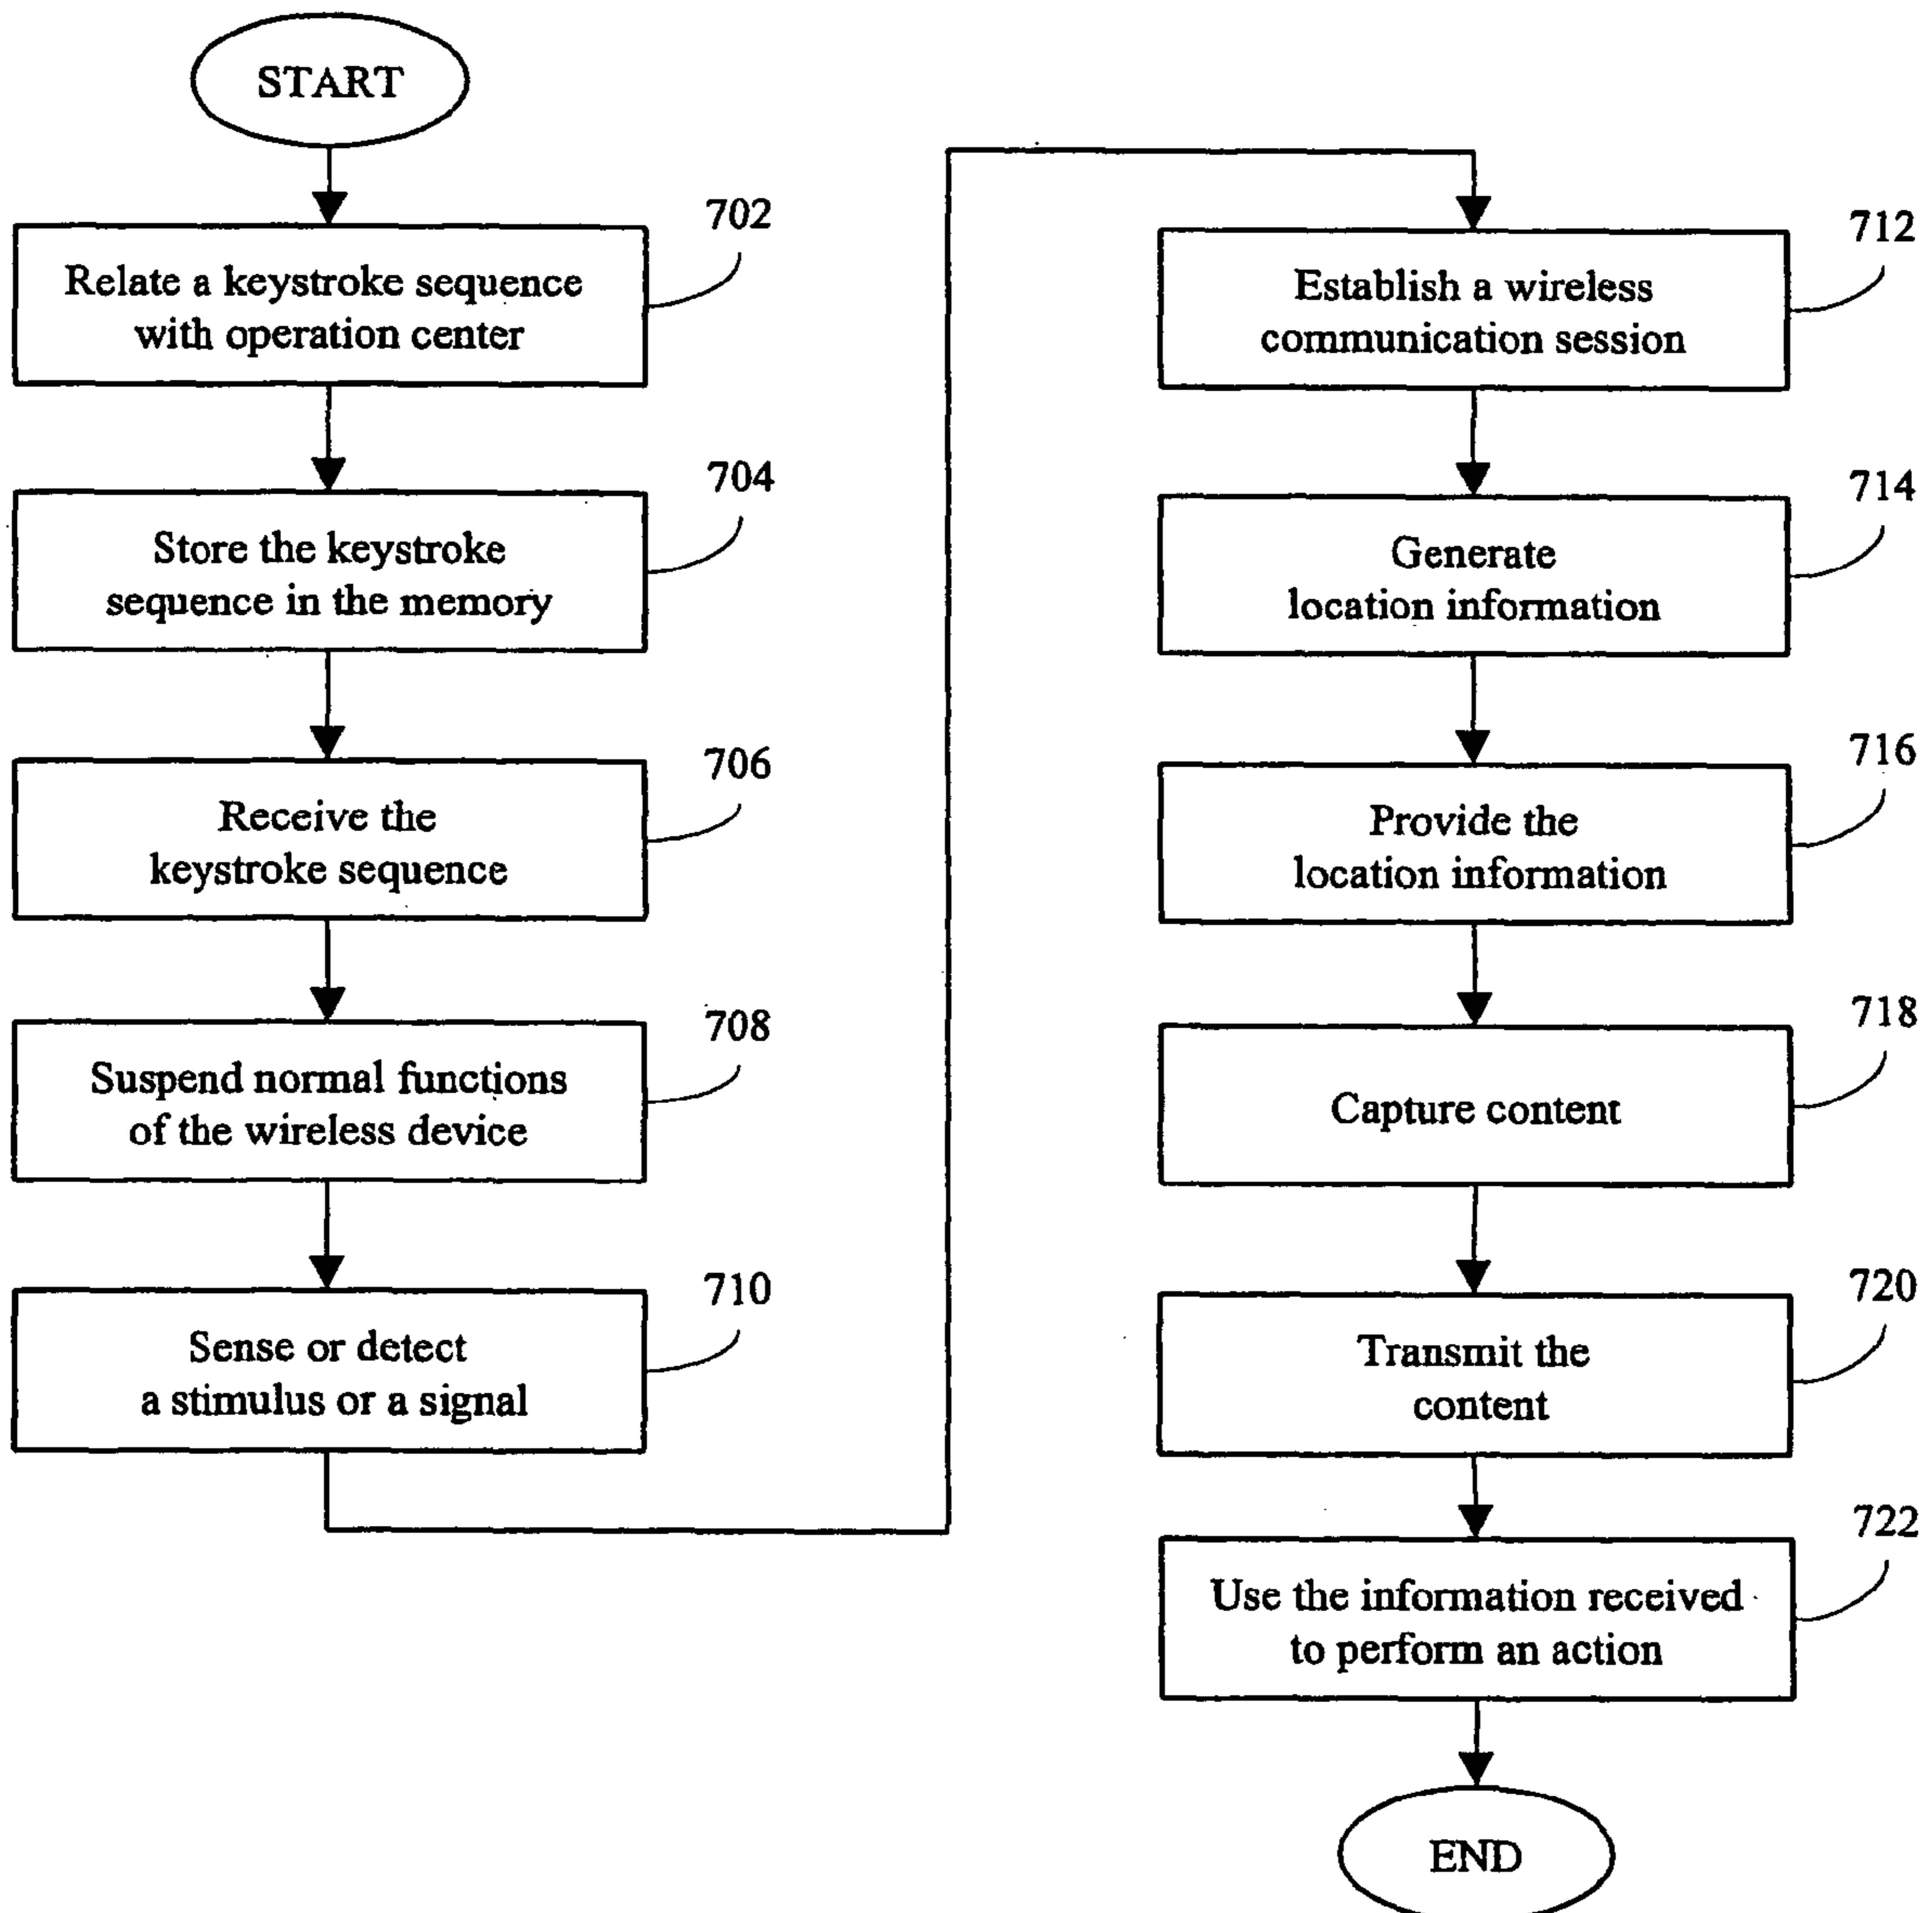 START
702
Relate a keystroke sequence
with operation center
704
Store the keystroke
sequence in the memory
706
Receive the
keystroke sequence
708
Suspend normal functions
of the wireless device
710
Sense or detect
a stimulus or a signal
712
Establish a wireless
communication session
714
Generate
location information
716
Provide the
location information
718
Capture content
720
Transmit the
content
722
Use the information received
to perform an action
END